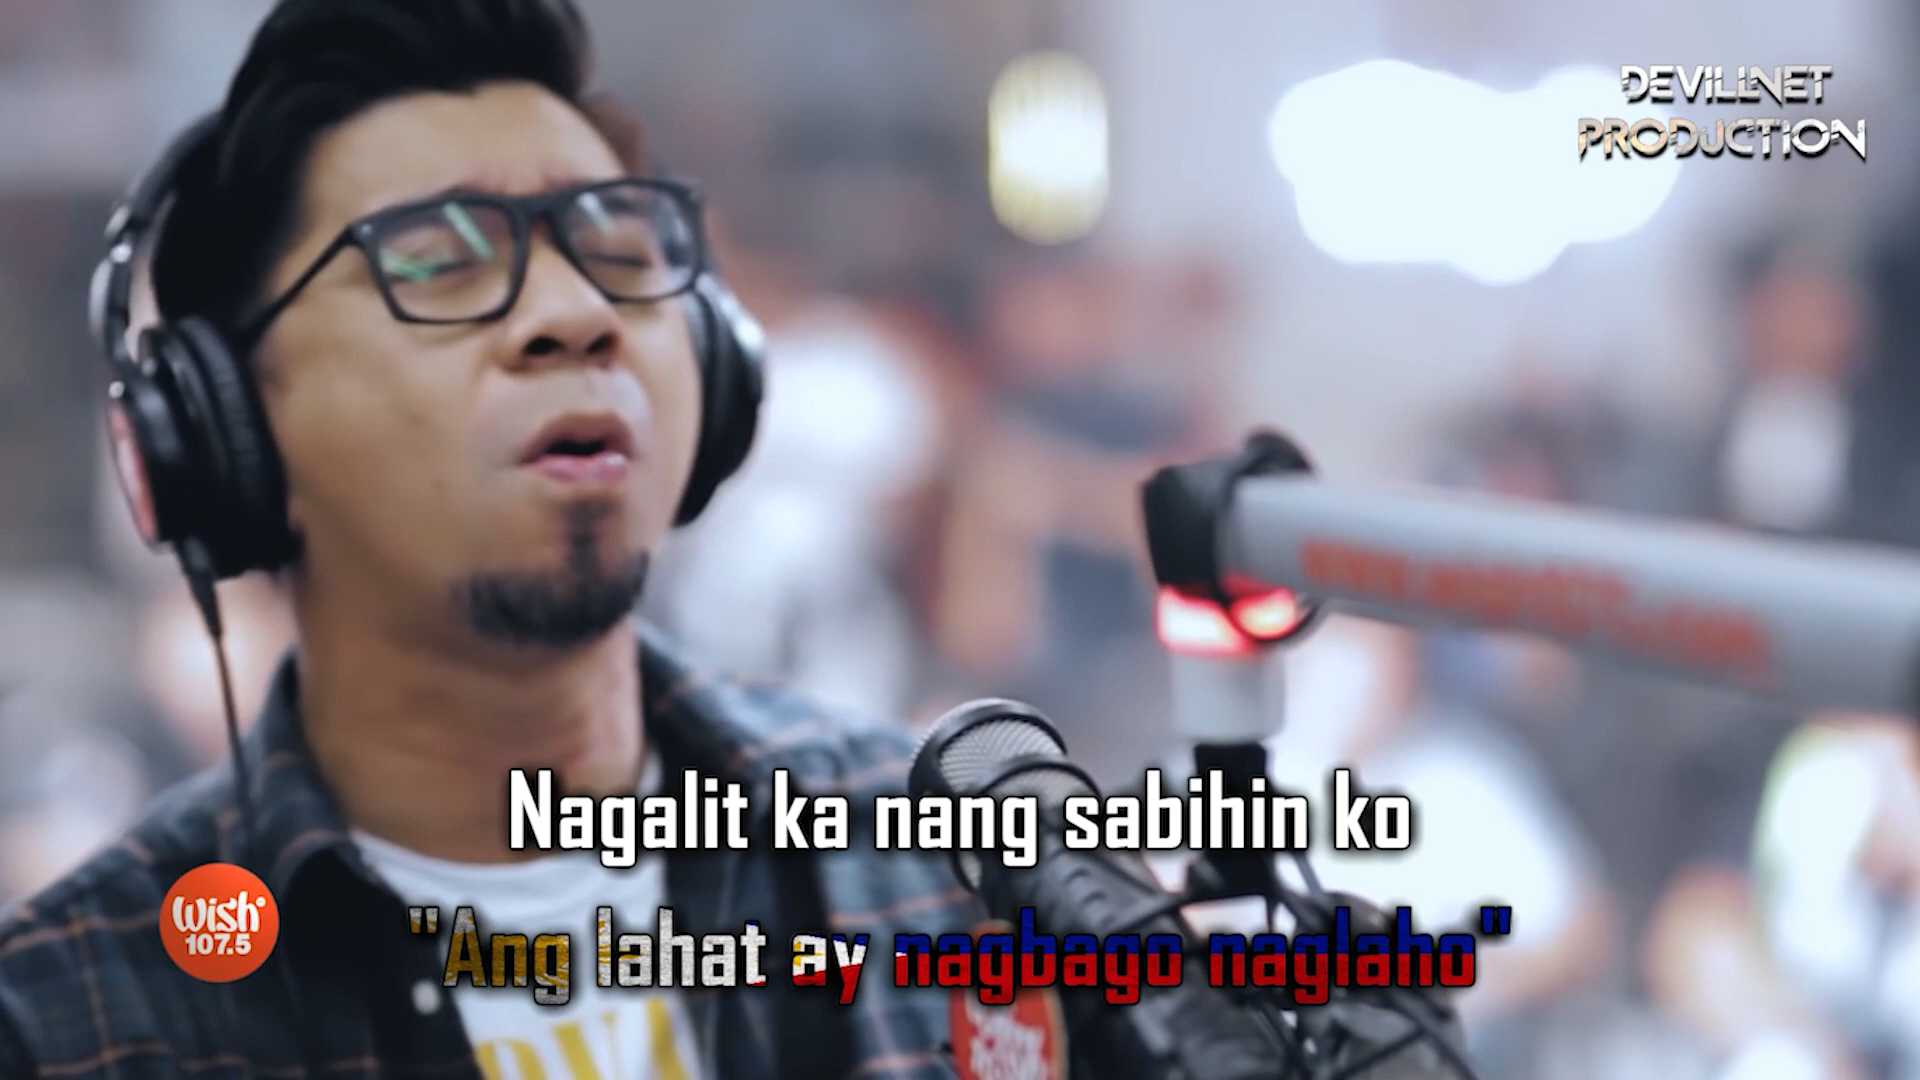 DEVILLNET
PRODUCTION
Nagalit ka nang sabihin ko
"Ang lahat ay nagbago naglaho"
Wish
107.5